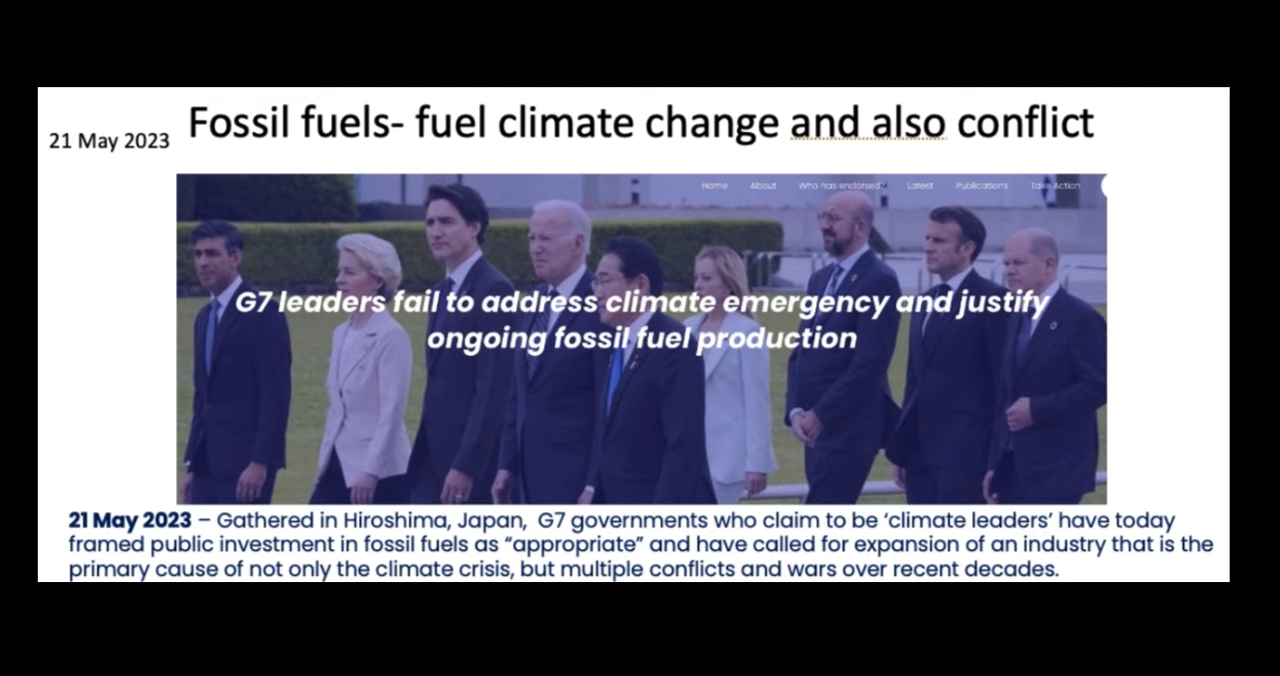 Fossil fuels- fuel climate change and also conflict
21 May 2023
Home About Who has endorsed? Latest Publications Take Action
G7 leaders fail to address climate emergency and justify
ongoing fossil fuel production
21 May 2023 – Gathered in Hiroshima, Japan, G7 governments who claim to be ‘climate leaders’ have today
framed public investment in fossil fuels as “appropriate” and have called for expansion of an industry that is the
primary cause of not only the climate crisis, but multiple conflicts and wars over recent decades.